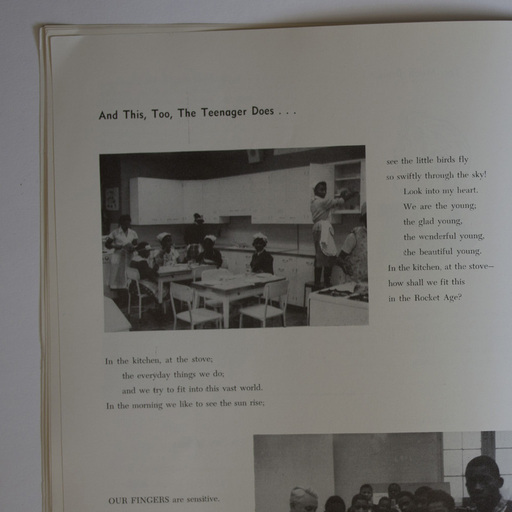 And This, Too, The Teenager Does . . .
In the kitchen, at the stove;
the everyday things we do;
and we try to fit into this vast world.
In the morning we like to see the sun rise;
see the little birds fly
so swiftly through the sky!
Look into my heart.
We are the young,
the glad young,
the wonderful young,
the beautiful young.
In the kitchen, at the stove—
how shall we fit this
in the Rocket Age?
OUR FINGERS are sensitive.